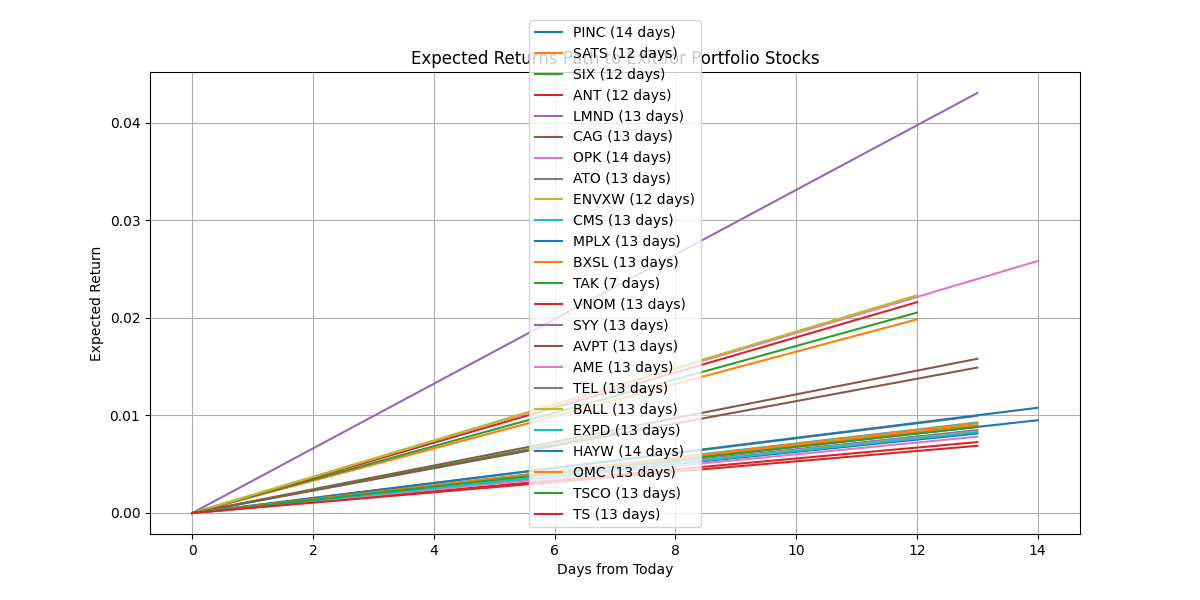 Expected Returns Path to Exit for Portfolio Stocks
PINC (14 days)
SATS (12 days)
SIX (12 days)
ANT (12 days)
LMND (13 days)
CAG (13 days)
OPK (14 days)
ATO (13 days)
ENVXW (12 days)
CMS (13 days)
MPLX (13 days)
BXSL (13 days)
TAK (7 days)
VNOM (13 days)
SYY (13 days)
AVPT (13 days)
AME (13 days)
TEL (13 days)
BALL (13 days)
EXPD (13 days)
HAYW (14 days)
OMC (13 days)
TSCO (13 days)
TS (13 days)
Expected Return
0.04
0.03
0.02
0.01
0.00
0 2 4 6 8 10 12 14
Days from Today